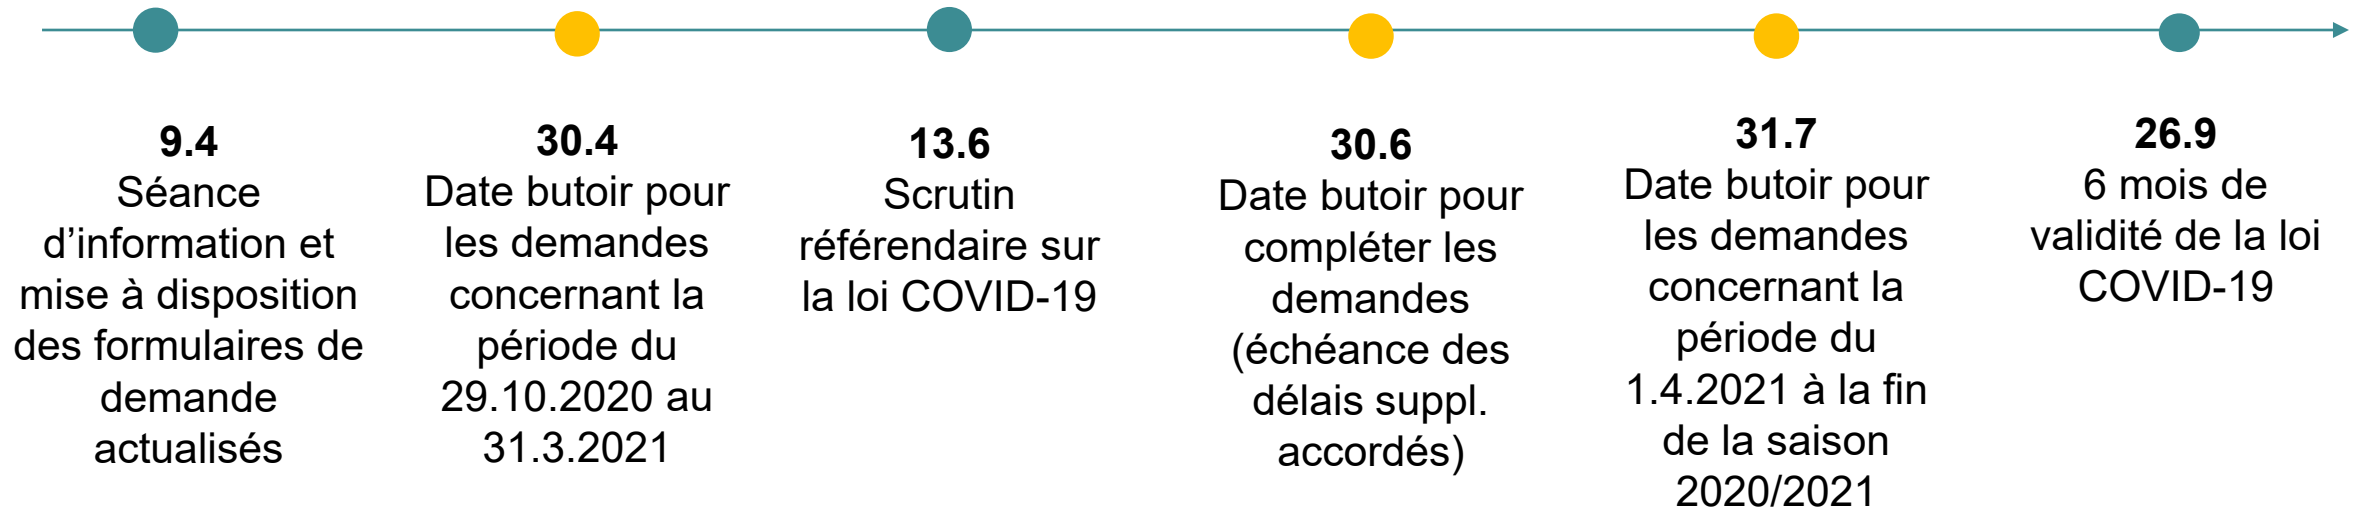 9.4
Séance
d’information et
mise à disposition
des formulaires de
demande
actualisés
30.4
Date butoir pour
les demandes
concernant la
période du
29.10.2020 au
31.3.2021
13.6
Scrutin
référendaire sur
la loi COVID-19
30.6
Date butoir pour
compléter les
demandes
(échéance des
délais suppl.
accordés)
31.7
Date butoir pour
les demandes
concernant la
période du
1.4.2021 à la fin
de la saison
2020/2021
26.9
6 mois de
validité de la loi
COVID-19